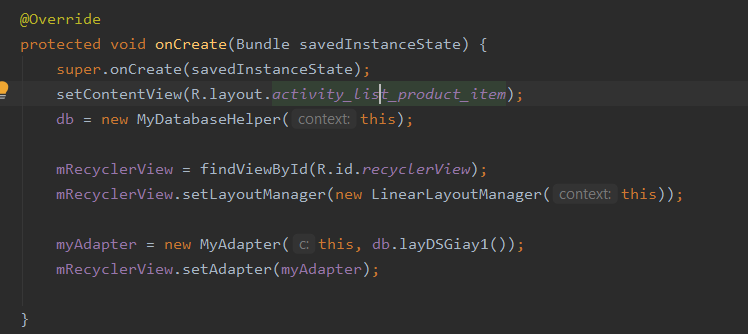 @Override
protected void onCreate(Bundle savedInstanceState) {
super.onCreate(savedInstanceState);
setContentView(R.layout.activity_list_product_item);
db = new MyDatabaseHelper( context: this);
mRecyclerView = findViewById(R.id.recyclerView);
mRecyclerView.setLayoutManager(new LinearLayoutManager( context: this));
myAdapter = new MyAdapter( c: this, db.layDSGiay1());
mRecyclerView.setAdapter(myAdapter);
}